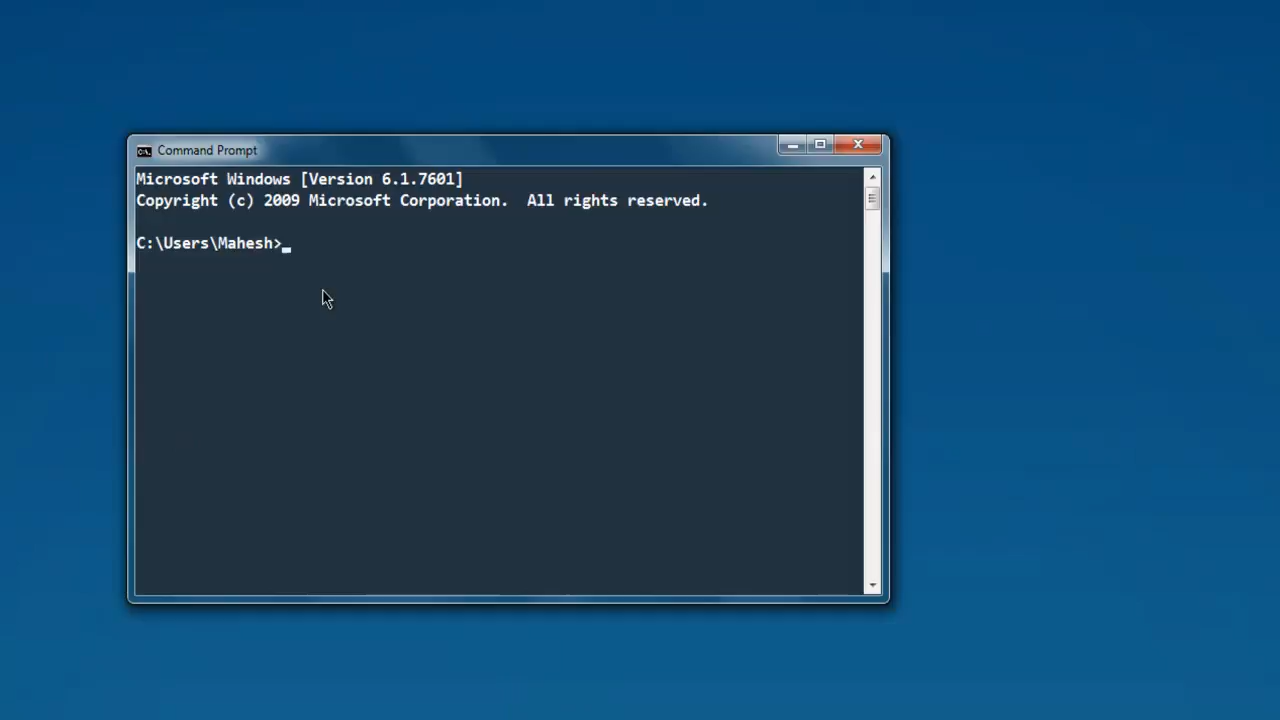 Command Prompt
Microsoft Windows [Version 6.1.7601]
Copyright (c) 2009 Microsoft Corporation.  All rights reserved.
C:\Users\Mahesh>_